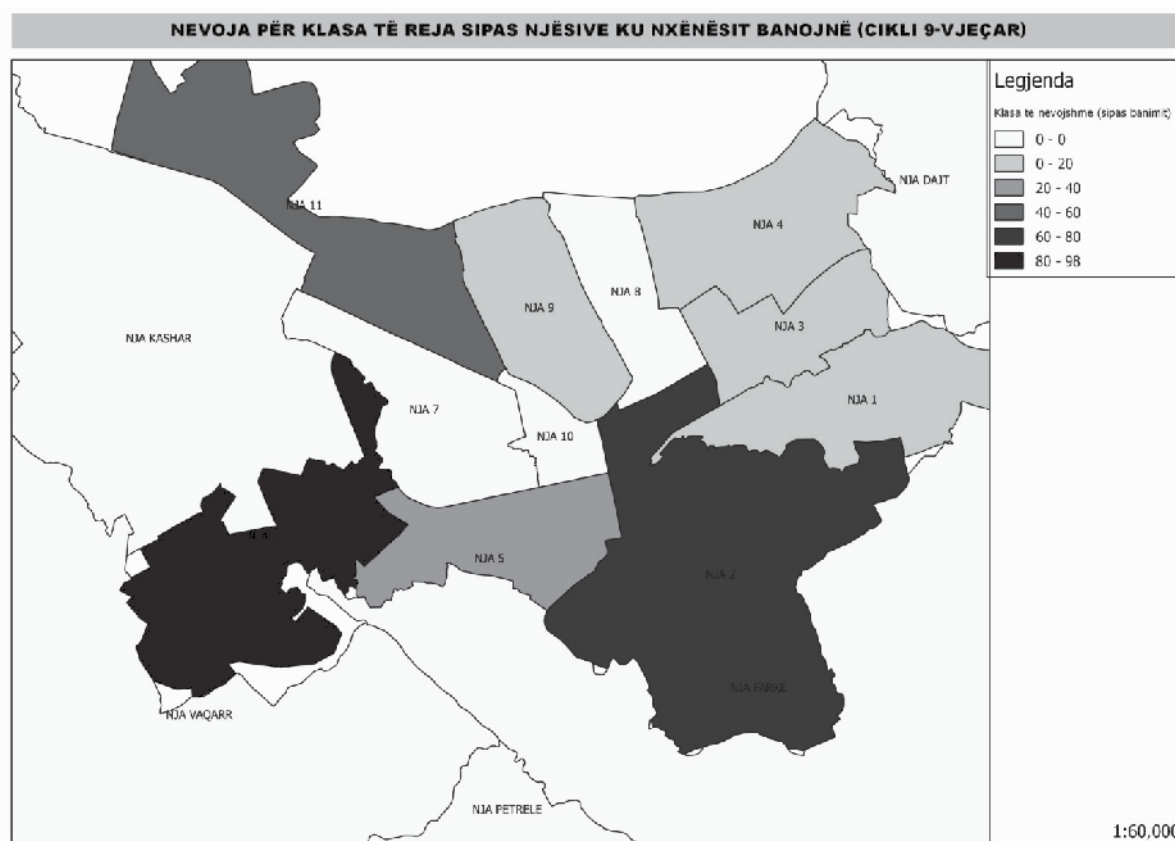 NEVOJA PËR KLASA TË REJA SIPAS NJËSIVE KU NXËNËSIT BANOJNË (CIKLI 9-VJEÇAR)
Legjenda
Klasa te nevojshme (sipas banimit)
0 - 0
0 - 20
20 - 40
40 - 60
60 - 80
80 - 98
NJA DAJT
NJA 11
NJA 4
NJA 8
NJA 9
NJA 3
NJA KASHAR
NJA 1
NJA 7
NJA 10
NJA 5
NJA 2
NJA FARKE
NJA VAQARR
NJA PETRELE
1:60,000